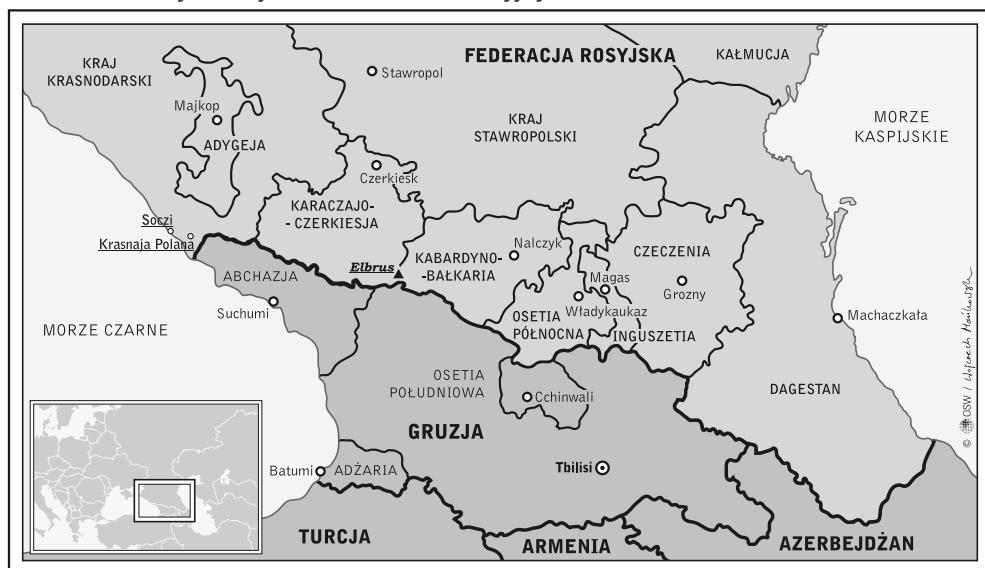 KRAJ
KRASNODARSKI
Stawropol
FEDERACJA ROSYJSKA
KAŁMUCJA
Majkop
ADYGEJA
KRAJ
STAWROPOLSKI
MORZE
KASPIJSKIE
Czerkiesk
KARACZAJO-
-CZERKIESJA
Soczi
Krasnaja Polana
Elbrus
KABARDYNO-
-BAŁKARIA
Nalczyk
CZECZENIA
Magas
Grozny
ABCHAZJA
Suchumi
Władykaukaz
OSETIA
PÓŁNOCNA
INGUSZETIA
Machaczkała
MORZE CZARNE
OSETIA
POŁUDNIOWA
Cchinwali
DAGESTAN
GRUZJA
Batumi
ADŻARIA
Tbilisi
TURCJA
ARMENIA
AZERBEJDŻAN
© OSW / Wojciech Mańkowski